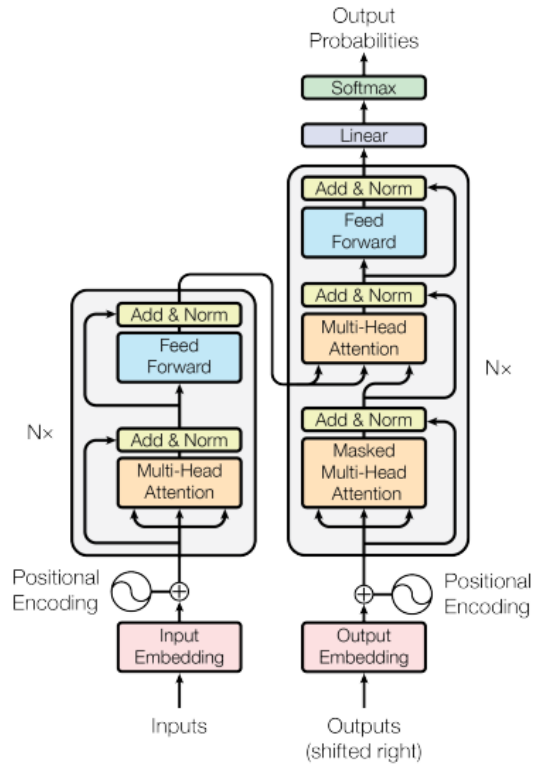 Output
Probabilities
Softmax
Linear
Add & Norm
Feed
Forward
Add & Norm
Multi-Head
Attention
Add & Norm
Masked
Multi-Head
Attention
Nx
Add & Norm
Feed
Forward
Add & Norm
Multi-Head
Attention
Nx
Positional
Encoding
Positional
Encoding
Input
Embedding
Output
Embedding
Inputs
Outputs
(shifted right)